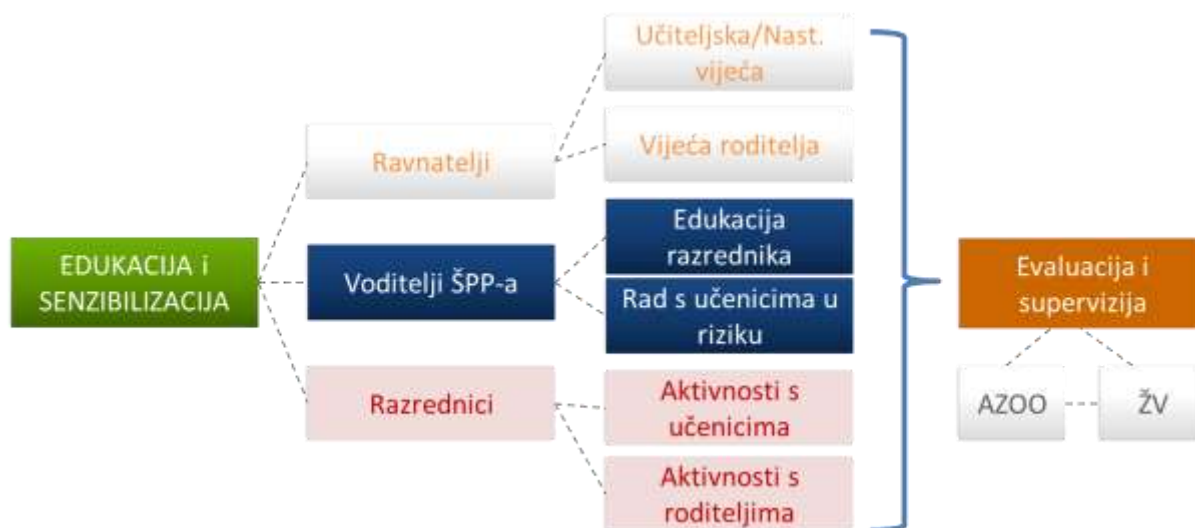 EDUKACIJA i
SENZIBILIZACIJA
Ravnatelji
Voditelji ŠPP-a
Razrednici
Učiteljska/Nast.
vijeća
Vijeća roditelja
Edukacija
razrednika
Rad s učenicima u
riziku
Aktivnosti s
učenicima
Aktivnosti s
roditeljima
Evaluacija i
supervizija
AZOO
ŽV